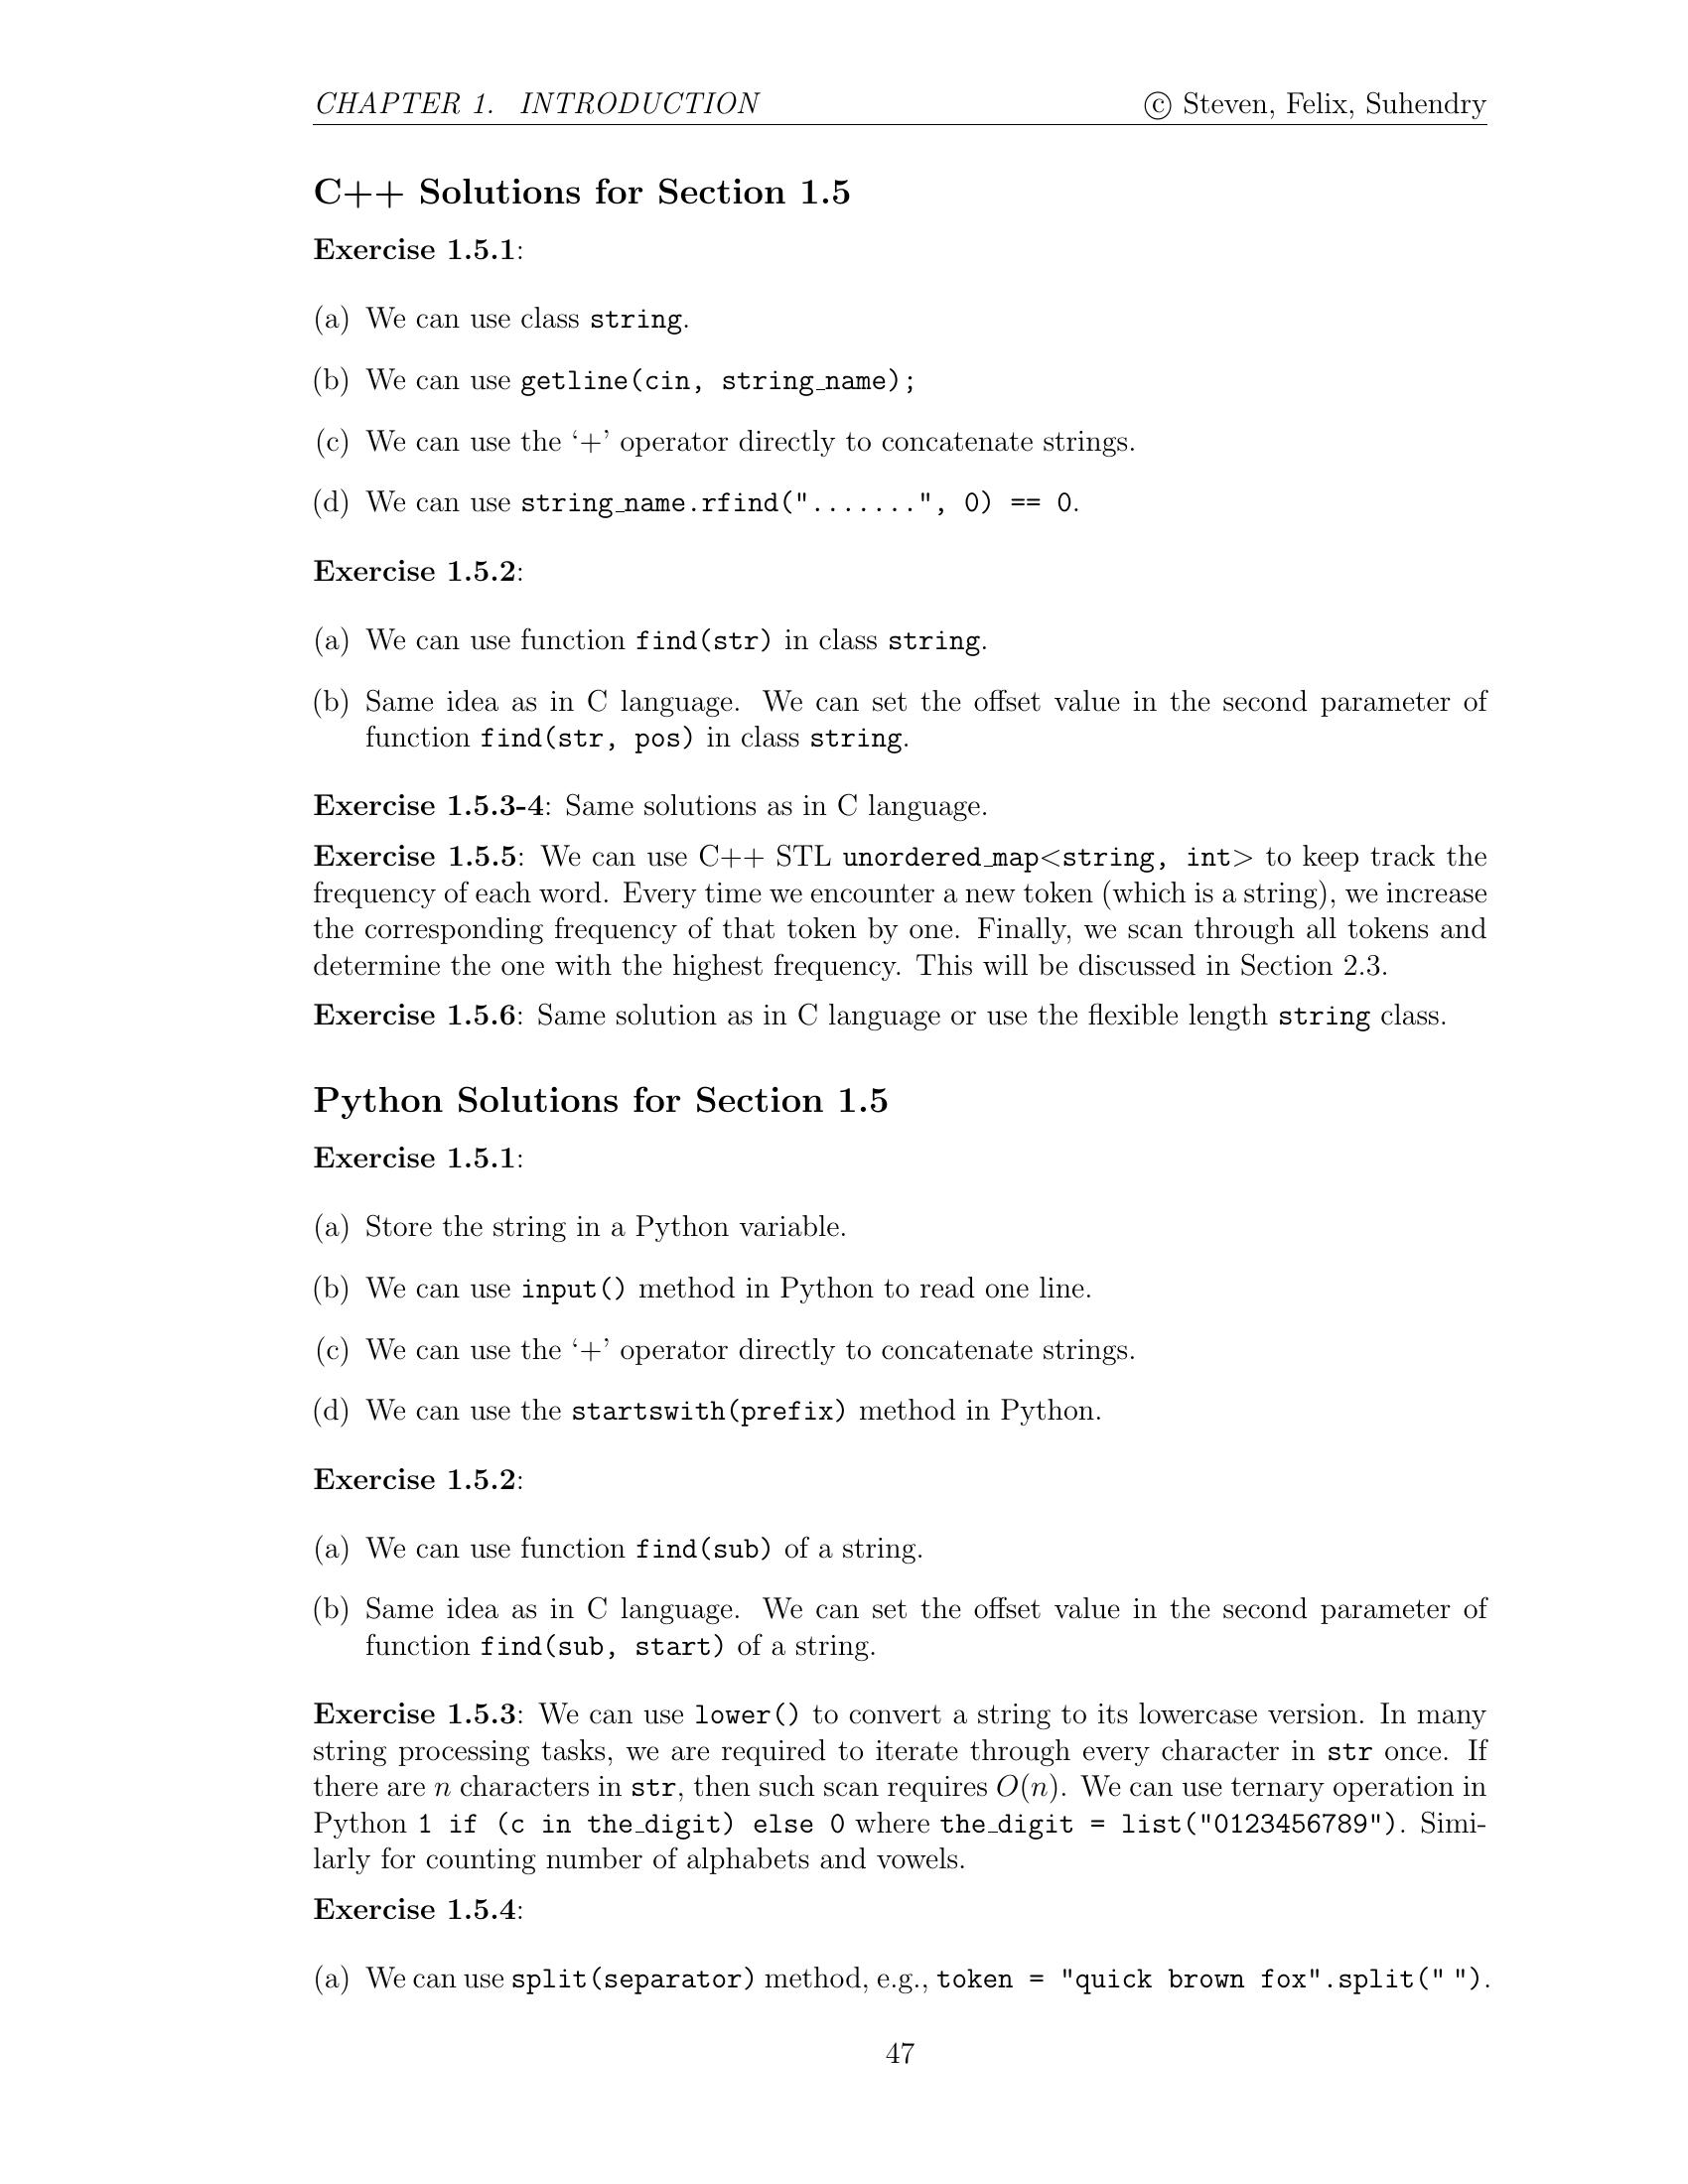 CHAPTER 1. INTRODUCTION © Steven, Felix, Suhendry
C++ Solutions for Section 1.5
Exercise 1.5.1:
(a) We can use class string.
(b) We can use getline(cin, string_name);
(c) We can use the ‘+’ operator directly to concatenate strings.
(d) We can use string_name.rfind(".......", 0) == 0.
Exercise 1.5.2:
(a) We can use function find(str) in class string.
(b) Same idea as in C language. We can set the offset value in the second parameter of
function find(str, pos) in class string.
Exercise 1.5.3-4: Same solutions as in C language.
Exercise 1.5.5: We can use C++ STL unordered_map<string, int> to keep track the
frequency of each word. Every time we encounter a new token (which is a string), we increase
the corresponding frequency of that token by one. Finally, we scan through all tokens and
determine the one with the highest frequency. This will be discussed in Section 2.3.
Exercise 1.5.6: Same solution as in C language or use the flexible length string class.
Python Solutions for Section 1.5
Exercise 1.5.1:
(a) Store the string in a Python variable.
(b) We can use input() method in Python to read one line.
(c) We can use the ‘+’ operator directly to concatenate strings.
(d) We can use the startswith(prefix) method in Python.
Exercise 1.5.2:
(a) We can use function find(sub) of a string.
(b) Same idea as in C language. We can set the offset value in the second parameter of
function find(sub, start) of a string.
Exercise 1.5.3: We can use lower() to convert a string to its lowercase version. In many
string processing tasks, we are required to iterate through every character in str once. If
there are n characters in str, then such scan requires O(n). We can use ternary operation in
Python 1 if (c in the_digit) else 0 where the_digit = list("0123456789"). Simi-
larly for counting number of alphabets and vowels.
Exercise 1.5.4:
(a) We can use split(separator) method, e.g., token = "quick brown fox".split(" ").
47